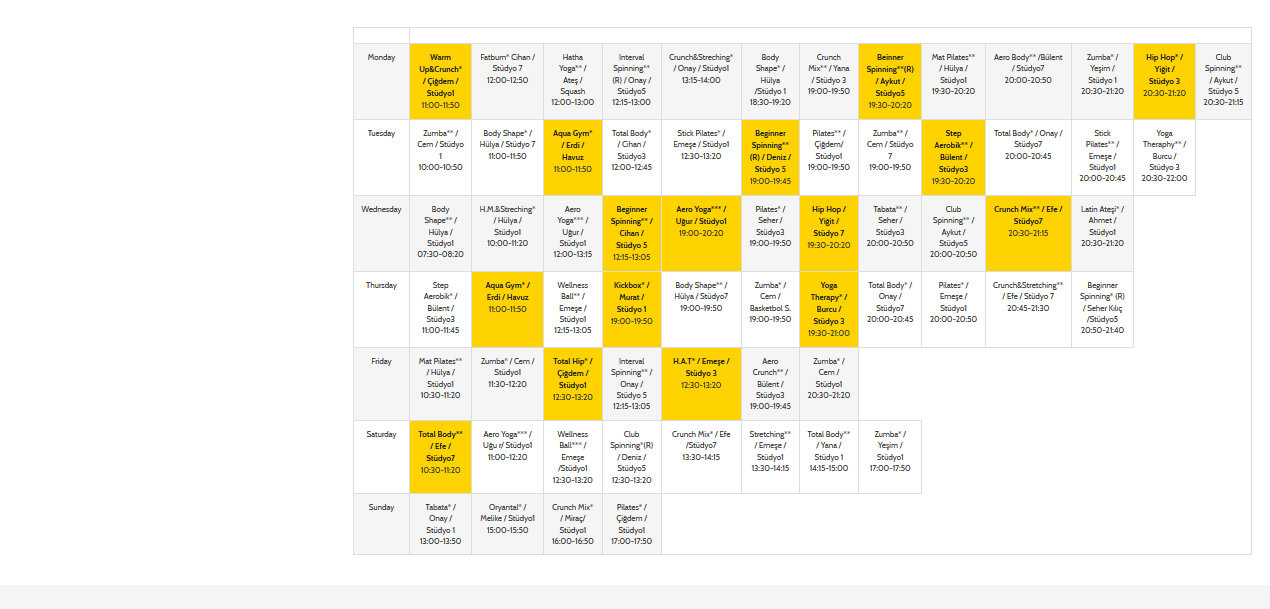 Monday
Warm
Up&Crunch*
/ Çiğdem /
Stüdyo1
11:00-11:50
Fatburn* Cihan /
Stüdyo 7
12:00-12:50
Hatha
Yoga** /
Ateş /
Squash
12:00-13:00
Interval
Spinning**
(R) / Onay /
Stüdyo5
12:15-13:00
Crunch&Streching*
/ Onay / Stüdyo1
13:15-14:00
Body
Shape* /
Hülya
/Stüdyo 1
18:30-19:20
Crunch
Mix** / Yana
/ Stüdyo 3
19:00-19:50
Beinner
Spinning**(R)
/ Aykut /
Stüdyo5
19:30-20:20
Mat Pilates**
/ Hülya /
Stüdyo1
19:30-20:20
Aero Body** /Bülent
/ Stüdyo7
20:00-20:50
Zumba* /
Yeşim /
Stüdyo 1
20:30-21:20
Hip Hop* /
Yiğit /
Stüdyo 3
20:30-21:20
Club
Spinning**
/ Aykut /
Stüdyo 5
20:30-21:15
Tuesday
Zumba** /
Cem / Stüdyo
1
10:00-10:50
Body Shape* /
Hülya / Stüdyo 7
11:00-11:50
Aqua Gym*
/ Erdi /
Havuz
11:00-11:50
Total Body*
/ Cihan /
Stüdyo3
12:00-12:45
Stick Pilates* /
Emeşe / Stüdyo1
12:30-13:20
Beginner
Spinning**
(R) / Deniz /
Stüdyo 5
19:00-19:45
Pilates** /
Çiğdem/
Stüdyo1
19:00-19:50
Zumba** /
Cem / Stüdyo
7
19:00-19:50
Step
Aerobik** /
Bülent /
Stüdyo3
19:30-20:20
Total Body* / Onay /
Stüdyo7
20:00-20:45
Stick
Pilates** /
Emeşe /
Stüdyo1
20:00-20:45
Yoga
Theraphy** /
Burcu /
Stüdyo 3
20:30-22:00
Wednesday
Body
Shape** /
Hülya /
Stüdyo1
07:30-08:20
H.M.&Streching*
/ Hülya /
Stüdyo1
10:00-11:20
Aero
Yoga*** /
Uğur /
Stüdyo1
12:00-13:15
Beginner
Spinning** /
Cihan /
Stüdyo 5
12:15-13:05
Aero Yoga*** /
Uğur / Stüdyo1
19:00-20:20
Pilates* /
Seher /
Stüdyo3
19:00-19:50
Hip Hop /
Yiğit /
Stüdyo 7
19:30-20:20
Tabata** /
Seher /
Stüdyo3
20:00-20:50
Club
Spinning** /
Aykut /
Stüdyo5
20:00-20:50
Crunch Mix** / Efe /
Stüdyo7
20:30-21:15
Latin Ateşi* /
Ahmet /
Stüdyo1
20:30-21:20
Thursday
Step
Aerobik* /
Bülent /
Stüdyo3
11:00-11:45
Aqua Gym* /
Erdi / Havuz
11:00-11:50
Wellness
Ball** /
Emeşe /
Stüdyo1
12:15-13:05
Kickbox* /
Murat /
Stüdyo 1
19:00-19:50
Body Shape** /
Hülya / Stüdyo7
19:00-19:50
Zumba* /
Cem /
Basketbol S.
19:00-19:50
Yoga
Therapy* /
Burcu /
Stüdyo 3
19:30-21:00
Total Body* /
Onay /
Stüdyo7
20:00-20:45
Pilates* /
Emeşe /
Stüdyo1
20:00-20:50
Crunch&Stretching**
/ Efe / Stüdyo 7
20:45-21:30
Beginner
Spinning* (R)
/ Seher Kılıç
/Stüdyo5
20:50-21:40
Friday
Mat Pilates**
/ Hülya /
Stüdyo1
10:30-11:20
Zumba* / Cem /
Stüdyo1
11:30-12:20
Total Hip* /
Çiğdem /
Stüdyo1
12:30-13:20
Interval
Spinning** /
Onay /
Stüdyo 5
12:15-13:05
H.A.T* / Emeşe /
Stüdyo 3
12:30-13:20
Aero
Crunch** /
Bülent /
Stüdyo3
19:00-19:45
Zumba* /
Cem /
Stüdyo1
20:30-21:20
Saturday
Total Body**
/ Efe /
Stüdyo7
10:30-11:20
Aero Yoga*** /
Uğu r/ Stüdyo1
11:00-12:20
Wellness
Ball*** /
Emeşe
/Stüdyo1
12:30-13:20
Club
Spinning*(R)
/ Deniz /
Stüdyo5
12:30-13:20
Crunch Mix* / Efe
/Stüdyo7
13:30-14:15
Stretching**
/ Emeşe /
Stüdyo1
13:30-14:15
Total Body**
/ Yana /
Stüdyo 1
14:15-15:00
Zumba* /
Yeşim /
Stüdyo1
17:00-17:50
Sunday
Tabata* /
Onay /
Stüdyo 1
13:00-13:50
Oryantal* /
Melike / Stüdyo1
15:00-15:50
Crunch Mix*
/ Miraç/
Stüdyo1
16:00-16:50
Pilates* /
Çiğdem /
Stüdyo1
17:00-17:50